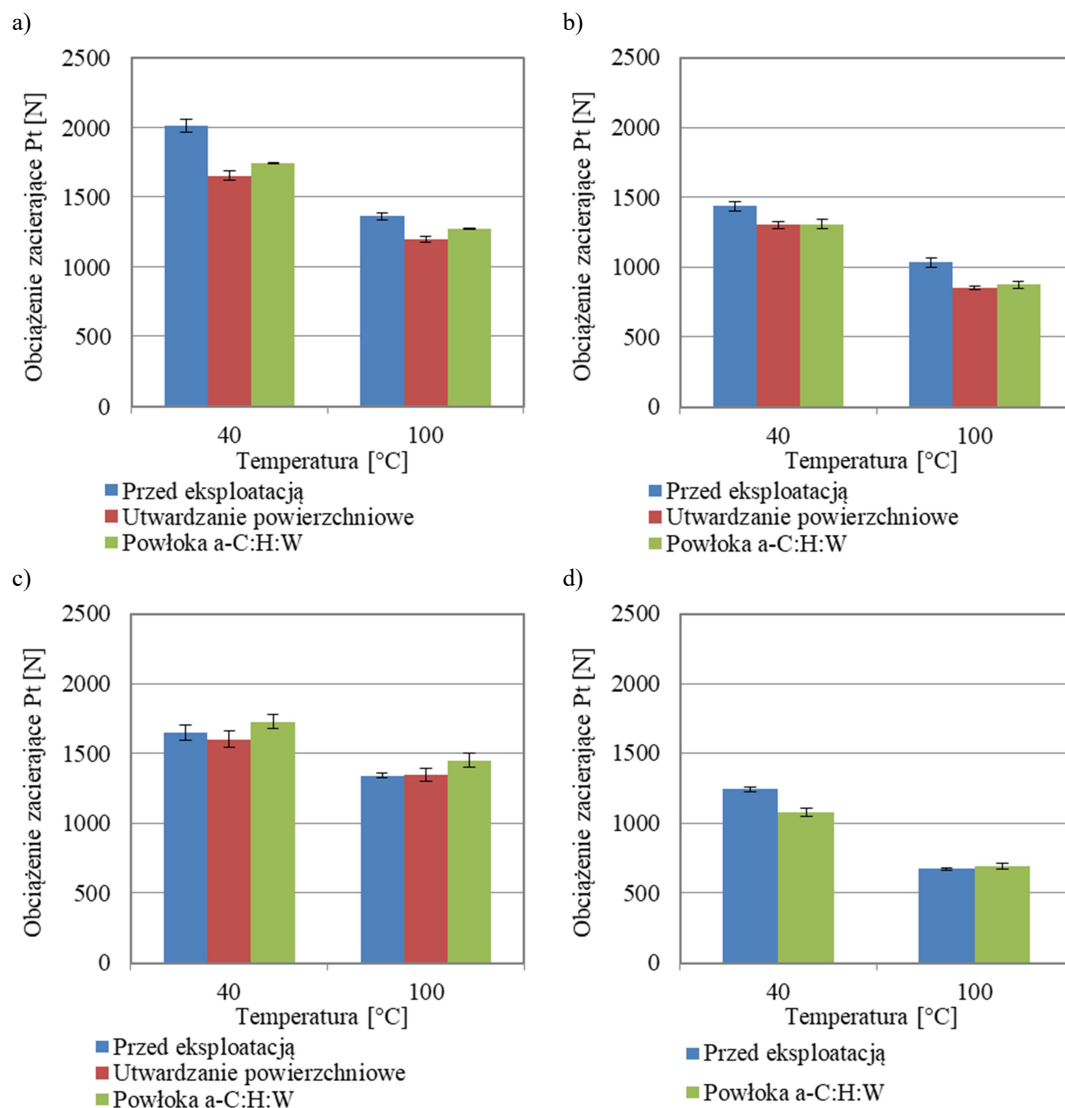 a)
Obciążenie zacierające Pt [N]
2500
2000
1500
1000
500
0
40 100
Temperatura [°C]
Przed eksploatacją
Utwardzanie powierzchniowe
Powłoka a-C:H:W
b)
Obciążenie zacierające Pt [N]
2500
2000
1500
1000
500
0
40 100
Temperatura [°C]
Przed eksploatacją
Utwardzanie powierzchniowe
Powłoka a-C:H:W
c)
Obciążenie zacierające Pt [N]
2500
2000
1500
1000
500
0
40 100
Temperatura [°C]
Przed eksploatacją
Utwardzanie powierzchniowe
Powłoka a-C:H:W
d)
Obciążenie zacierające Pt [N]
2500
2000
1500
1000
500
0
40 100
Temperatura [°C]
Przed eksploatacją
Powłoka a-C:H:W